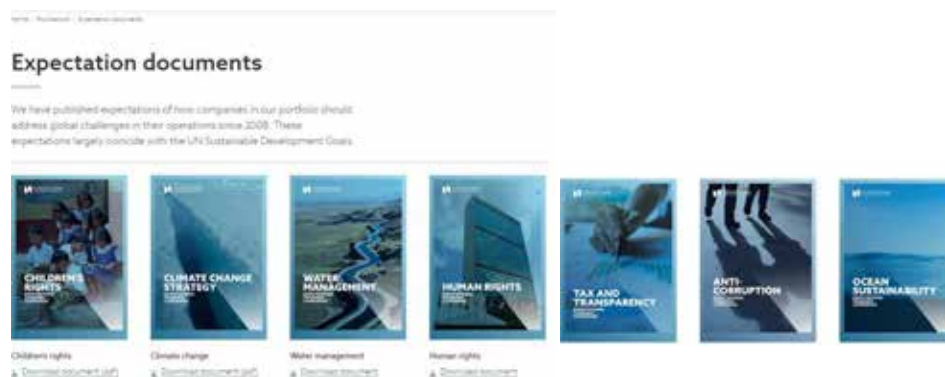 Expectation documents
We have published expectations of how companies in our portfolio should
address global challenges in their operations since 2008. These
expectations largely coincide with the UN Sustainable Development Goals.
CHILDREN'S
RIGHTS
CLIMATE CHANGE
STRATEGY
WATER
MANAGEMENT
HUMAN RIGHTS
TAX AND
TRANSPARENCY
ANTI-
CORRUPTION
OCEAN
SUSTAINABILITY
Children's rights
Download document (pdf)
Climate change
Download document (pdf)
Water management
Download document
Human rights
Download document